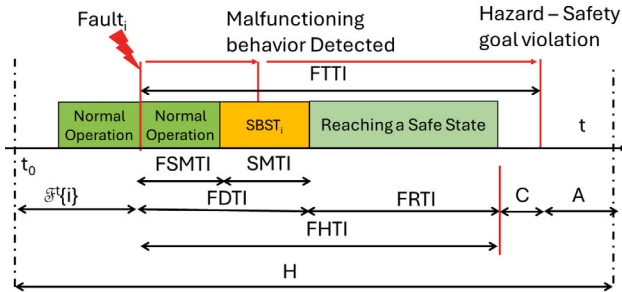 Fault_i
Malfunctioning
behavior Detected
Hazard – Safety
goal violation
FTTI
Normal
Operation
Normal
Operation
SBST_i
Reaching a Safe State
t
t_0
FSMTI
SMTI
ℱ^t{i}
FDTI
FRTI
C
A
FHTI
H